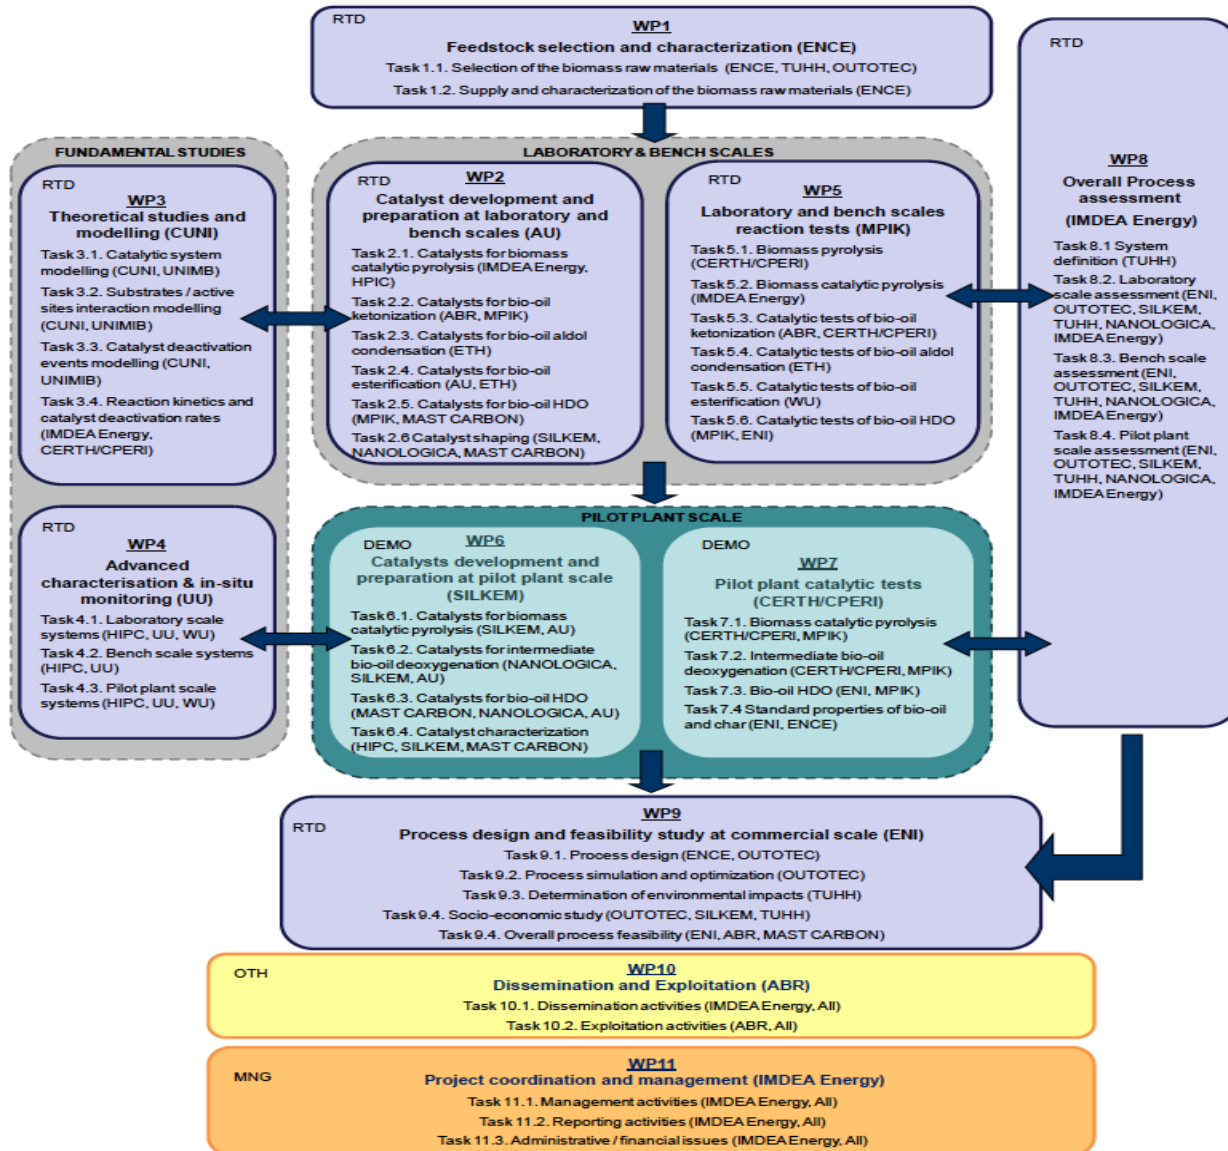 RTD
WP1
Feedstock selection and characterization (ENCE)
Task 1.1. Selection of the biomass raw materials (ENCE, TUHH, OUTOTEC)
Task 1.2. Supply and characterization of the biomass raw materials (ENCE)
FUNDAMENTAL STUDIES
RTD
WP3
Theoretical studies and
modelling (CUNI)
Task 3.1. Catalytic system
modelling (CUNI, UNIMB)
Task 3.2. Substrates / active
sites interaction modelling
(CUNI, UNIMIB)
Task 3.3. Catalyst deactivation
events modelling (CUNI,
UNIMIB)
Task 3.4. Reaction kinetics and
catalyst deactivation rates
(IMDEA Energy,
CERTH/CPERI)
RTD
WP4
Advanced
characterisation & in-situ
monitoring (UU)
Task 4.1. Laboratory scale
systems (HIPC, UU, WU)
Task 4.2. Bench scale systems
(HIPC, UU)
Task 4.3. Pilot plant scale
systems (HIPC, UU, WU)
LABORATORY & BENCH SCALES
RTD
WP2
Catalyst development and
preparation at laboratory and
bench scales (AU)
Task 2.1. Catalysts for biomass
catalytic pyrolysis (IMDEA Energy,
HPIC)
Task 2.2. Catalysts for bio-oil
ketonization (ABR, MPIK)
Task 2.3. Catalysts for bio-oil aldol
condensation (ETH)
Task 2.4. Catalysts for bio-oil
esterification (AU, ETH)
Task 2.5. Catalysts for bio-oil HDO
(MPIK, MAST CARBON)
Task 2.6 Catalyst shaping (SILKEM,
NANOLOGICA, MAST CARBON)
RTD
WP5
Laboratory and bench scales
reaction tests (MPIK)
Task 5.1. Biomass pyrolysis
(CERTH/CPERI)
Task 5.2. Biomass catalytic pyrolysis
(IMDEA Energy)
Task 5.3. Catalytic tests of bio-oil
ketonization (ABR, CERTH/CPERI)
Task 5.4. Catalytic tests of bio-oil aldol
condensation (ETH)
Task 5.5. Catalytic tests of bio-oil
esterification (WU)
Task 5.6. Catalytic tests of bio-oil HDO
(MPIK, ENI)
PILOT PLANT SCALE
DEMO
WP6
Catalysts development and
preparation at pilot plant scale
(SILKEM)
Task 6.1. Catalysts for biomass
catalytic pyrolysis (SILKEM, AU)
Task 6.2. Catalysts for intermediate
bio-oil deoxygenation (NANOLOGICA,
SILKEM, AU)
Task 6.3. Catalysts for bio-oil HDO
(MAST CARBON, NANOLOGICA, AU)
Task 6.4. Catalyst characterization
(HIPC, SILKEM, MAST CARBON)
DEMO
WP7
Pilot plant catalytic tests
(CERTH/CPERI)
Task 7.1. Biomass catalytic pyrolysis
(CERTH/CPERI, MPIK)
Task 7.2. Intermediate bio-oil
deoxygenation (CERTH/CPERI, MPIK)
Task 7.3. Bio-oil HDO (ENI, MPIK)
Task 7.4 Standard properties of bio-oil
and char (ENI, ENCE)
RTD
WP8
Overall Process
assessment
(IMDEA Energy)
Task 8.1 System
definition (TUHH)
Task 8.2. Laboratory
scale assessment (ENI,
OUTOTEC, SILKEM,
TUHH, NANOLOGICA,
IMDEA Energy)
Task 8.3. Bench scale
assessment (ENI,
OUTOTEC, SILKEM,
TUHH, NANOLOGICA,
IMDEA Energy)
Task 8.4. Pilot plant
scale assessment (ENI,
OUTOTEC, SILKEM,
TUHH, NANOLOGICA,
IMDEA Energy)
RTD
WP9
Process design and feasibility study at commercial scale (ENI)
Task 9.1. Process design (ENCE, OUTOTEC)
Task 9.2. Process simulation and optimization (OUTOTEC)
Task 9.3. Determination of environmental impacts (TUHH)
Task 9.4. Socio-economic study (OUTOTEC, SILKEM, TUHH)
Task 9.4. Overall process feasibility (ENI, ABR, MAST CARBON)
OTH
WP10
Dissemination and Exploitation (ABR)
Task 10.1. Dissemination activities (IMDEA Energy, All)
Task 10.2. Exploitation activities (ABR, All)
MNG
WP11
Project coordination and management (IMDEA Energy)
Task 11.1. Management activities (IMDEA Energy, All)
Task 11.2. Reporting activities (IMDEA Energy, All)
Task 11.3. Administrative / financial issues (IMDEA Energy, All)